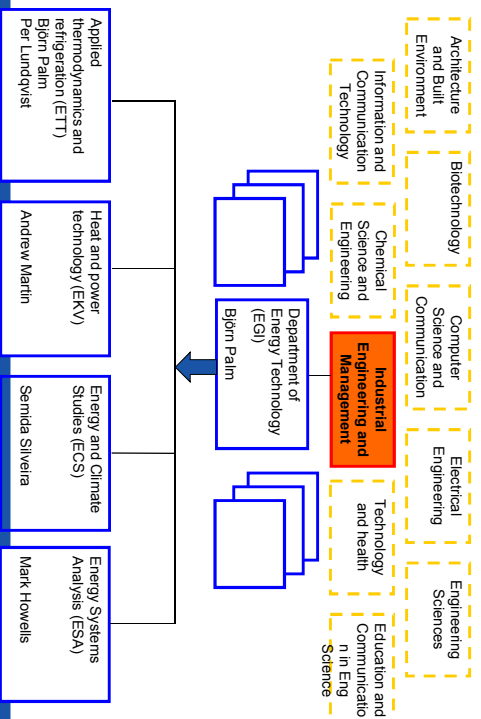 Architecture
and Built
Environment
Biotechnology
Computer
Science and
Communication
Electrical
Engineering
Engineering
Sciences
Information and
Communication
Technology
Chemical
Science and
Engineering
Industrial
Engineering and
Management
Technology
and health
Education and
Communicatio
n in Eng
Science
Department of
Energy Technology
(EGI)
Björn Palm
Applied
thermodynamics and
refrigeration (ETT)
Björn Palm
Per Lundqvist
Heat and power
technology (EKV)
Andrew Martin
Energy and Climate
Studies (ECS)
Semida Silveira
Energy Systems
Analysis (ESA)
Mark Howells